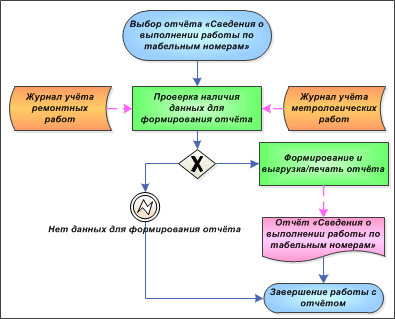 Выбор отчёта «Сведения о
выполнении работы по
табельным номерам»
Журнал учёта
ремонтных
работ
Проверка наличия
данных для
формирования отчёта
Журнал учёта
метрологических
работ
X
Формирование и
выгрузка/печать отчёта
Нет данных для формирования отчёта
Отчёт «Сведения о
выполнении работы по
табельным номерам»
Завершение работы с
отчётом